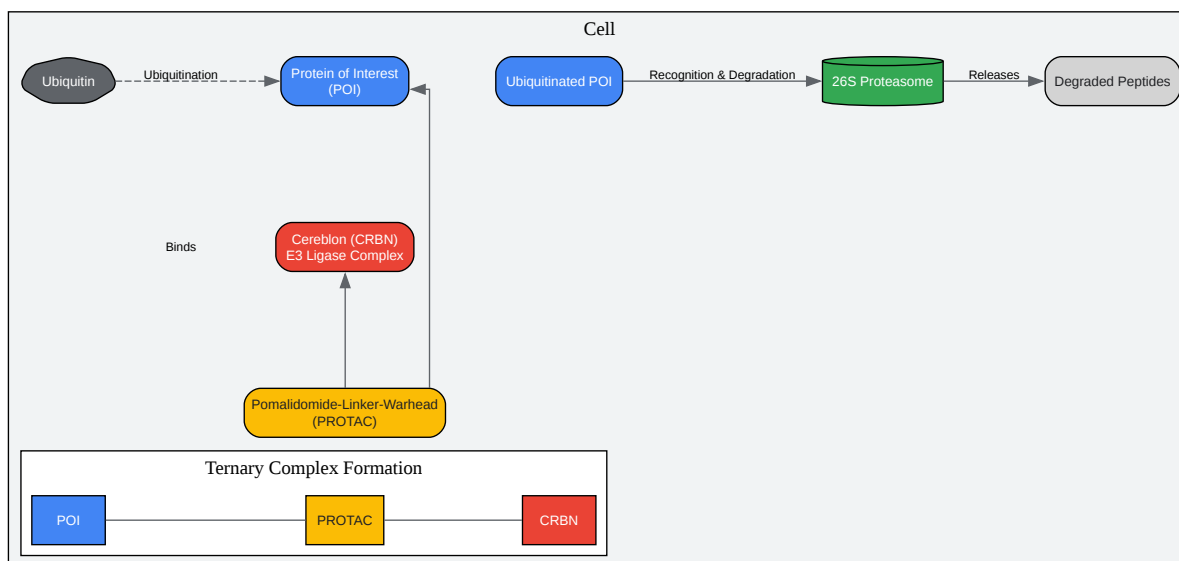 Cell
Ubiquitin
Ubiquitination
Protein of Interest
(POI)
Ubiquitinated POI
Recognition & Degradation
26S Proteasome
Releases
Degraded Peptides
Binds
Cereblon (CRBN)
E3 Ligase Complex
Pomalidomide-Linker-Warhead
(PROTAC)
Ternary Complex Formation
POI
PROTAC
CRBN